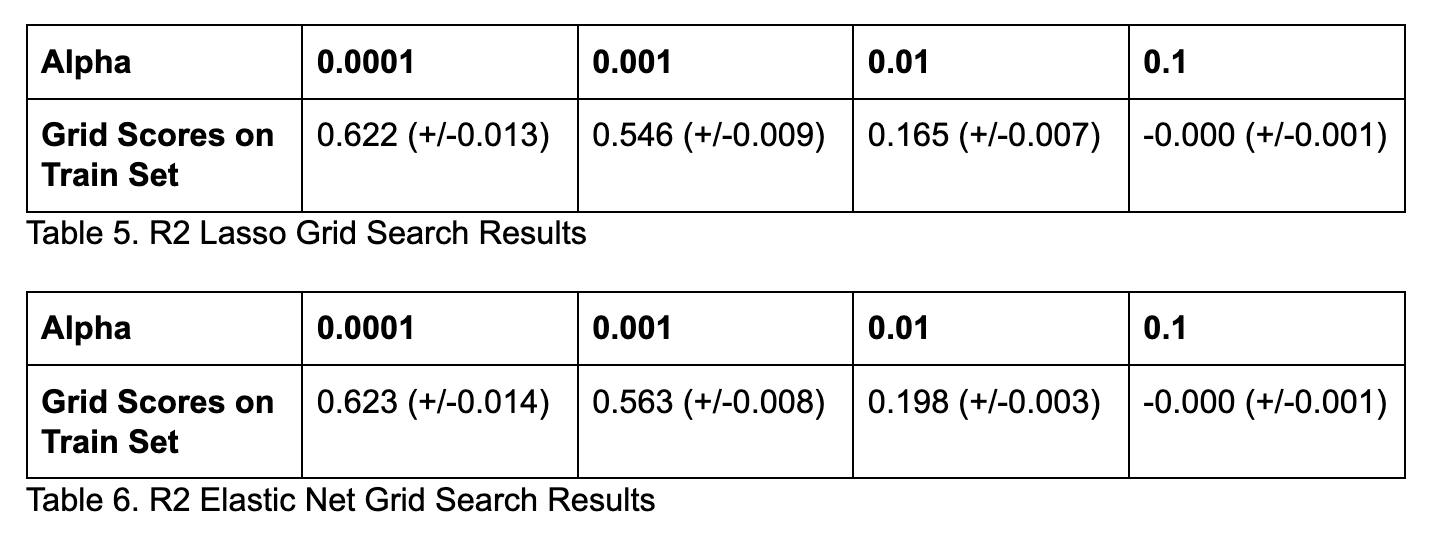 Alpha 0.0001 0.001 0.01 0.1
Grid Scores on 0.622 (+/-0.013) 0.546 (+/-0.009) 0.165 (+/-0.007) -0.000 (+/-0.001)
Train Set
Table 5. R2 Lasso Grid Search Results
Alpha 0.0001 0.001 0.01 0.1
Grid Scores on 0.623 (+/-0.014) 0.563 (+/-0.008) 0.198 (+/-0.003) -0.000 (+/-0.001)
Train Set
Table 6. R2 Elastic Net Grid Search Results